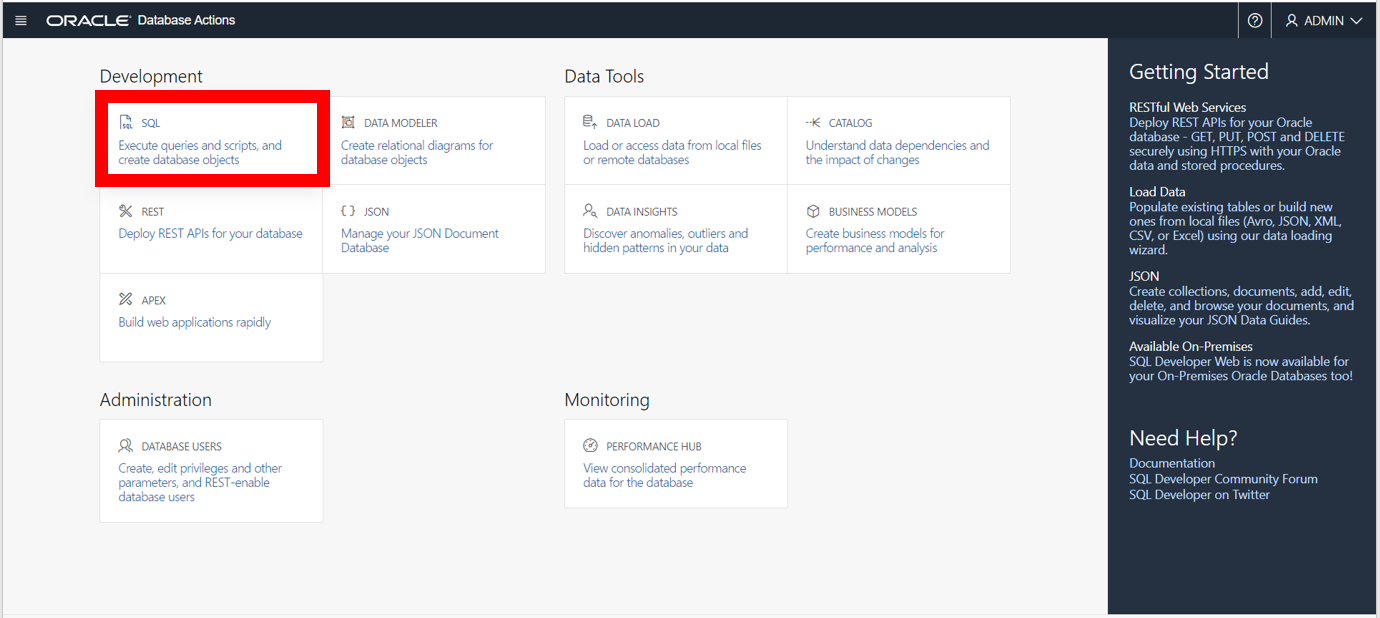 ORACLE Database Actions
ADMIN
Development
SQL
Execute queries and scripts, and
create database objects
DATA MODELER
Create relational diagrams for
database objects
REST
Deploy REST APIs for your database
JSON
Manage your JSON Document
Database
APEX
Build web applications rapidly
Data Tools
DATA LOAD
Load or access data from local files
or remote databases
CATALOG
Understand data dependencies and
the impact of changes
DATA INSIGHTS
Discover anomalies, outliers and
hidden patterns in your data
BUSINESS MODELS
Create business models for
performance and analysis
Administration
DATABASE USERS
Create, edit privileges and other
parameters, and REST-enable
database users
Monitoring
PERFORMANCE HUB
View consolidated performance
data for the database
Getting Started
RESTful Web Services
Deploy REST APIs for your Oracle
database - GET, PUT, POST and DELETE
securely using HTTPS with your Oracle
data and stored procedures.
Load Data
Populate existing tables or build new
ones from local files (Avro, JSON, XML,
CSV, or Excel) using our data loading
wizard.
JSON
Create collections, documents, add, edit,
delete, and browse your documents, and
visualize your JSON Data Guides.
Available On-Premises
SQL Developer Web is now available for
your On-Premises Oracle Databases too!
Need Help?
Documentation
SQL Developer Community Forum
SQL Developer on Twitter